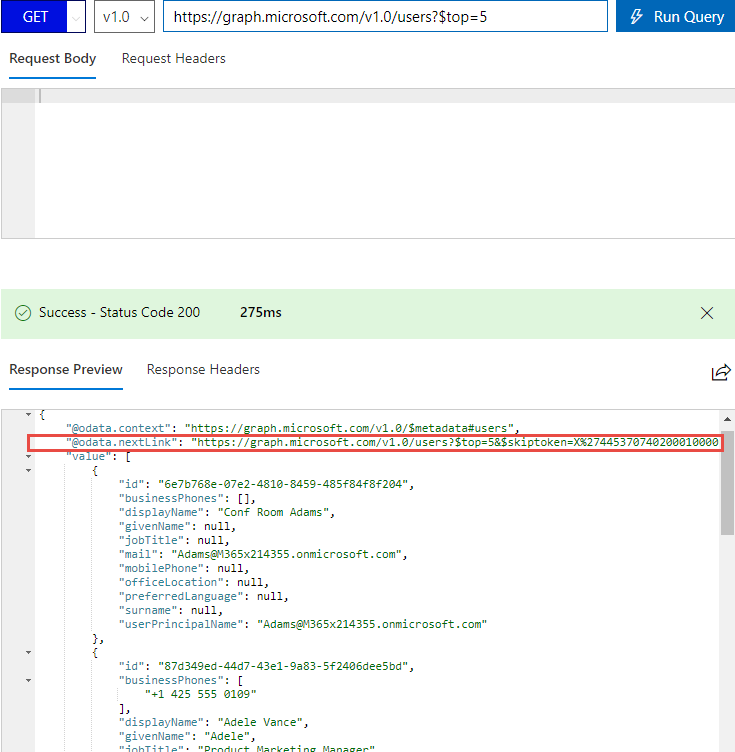 GET v1.0 https://graph.microsoft.com/v1.0/users?$top=5 Run Query
Request Body Request Headers
Success - Status Code 200 275ms
Response Preview Response Headers
{
"@odata.context": "https://graph.microsoft.com/v1.0/$metadata#users",
"@odata.nextLink": "https://graph.microsoft.com/v1.0/users?$top=5&$skiptoken=X%27445370740200010000
"value": [
{
"id": "6e7b768e-07e2-4810-8459-485f84f8f204",
"businessPhones": [],
"displayName": "Conf Room Adams",
"givenName": null,
"jobTitle": null,
"mail": "Adams@M365x214355.onmicrosoft.com",
"mobilePhone": null,
"officeLocation": null,
"preferredLanguage": null,
"surname": null,
"userPrincipalName": "Adams@M365x214355.onmicrosoft.com"
},
{
"id": "87d349ed-44d7-43e1-9a83-5f2406dee5bd",
"businessPhones": [
"+1 425 555 0109"
],
"displayName": "Adele Vance",
"givenName": "Adele",
"jobTitle": "Product Marketing Manager",